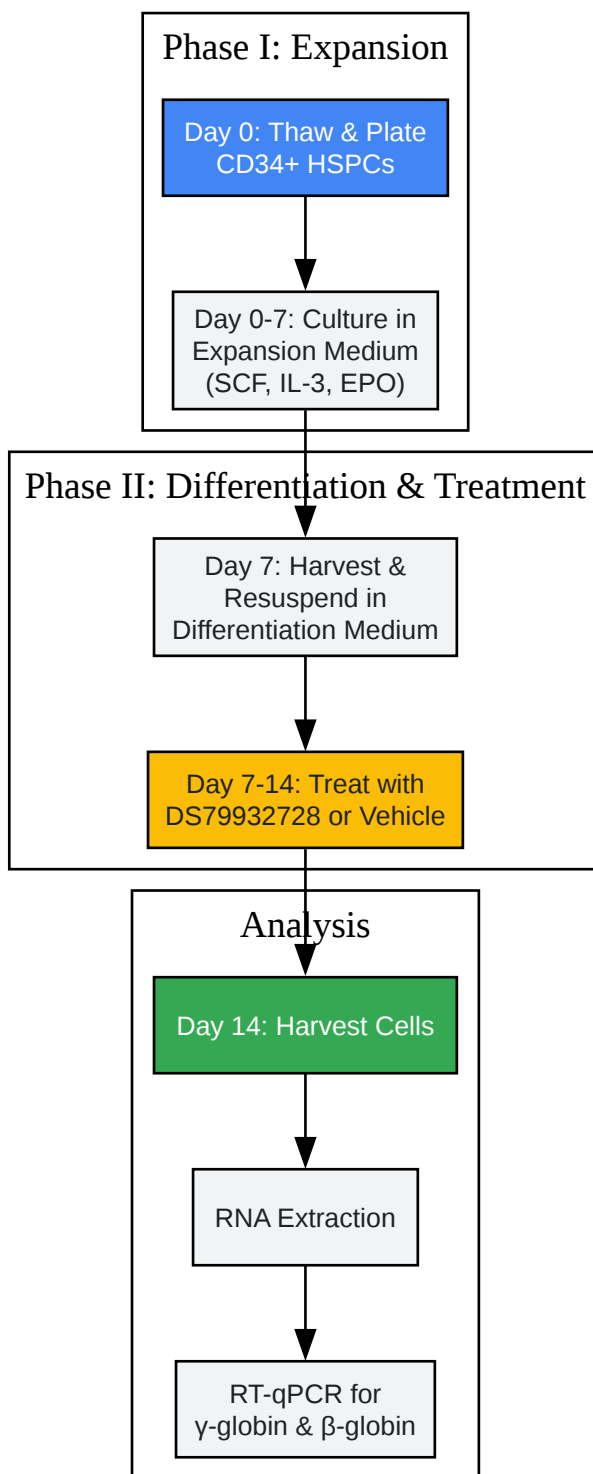 Phase I: Expansion
Day 0: Thaw & Plate
CD34+ HSPCs
Day 0-7: Culture in
Expansion Medium
(SCF, IL-3, EPO)
Phase II: Differentiation & Treatment
Day 7: Harvest &
Resuspend in
Differentiation Medium
Day 7-14: Treat with
DS79932728 or Vehicle
Analysis
Day 14: Harvest Cells
RNA Extraction
RT-qPCR for
γ-globin & β-globin